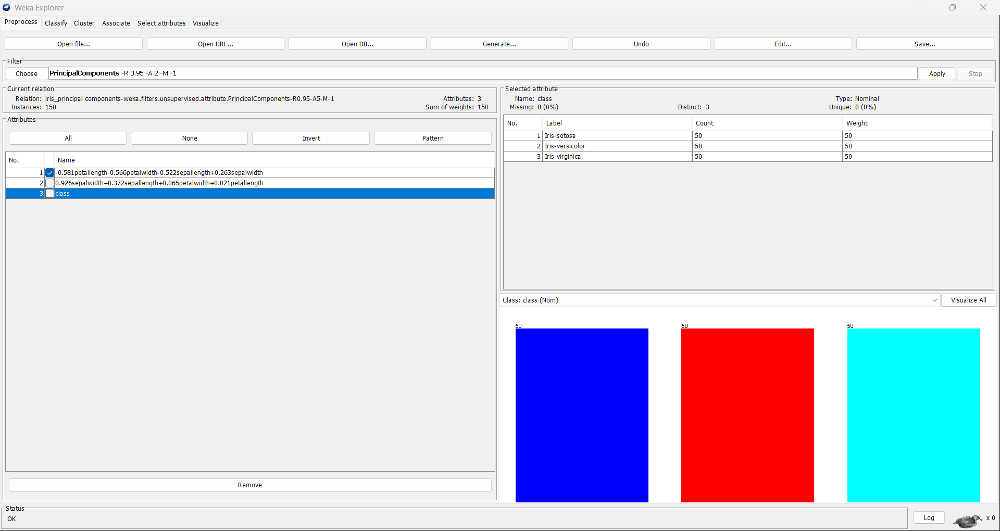 Weka Explorer
Preprocess Classify Cluster Associate Select attributes Visualize
Open file... Open URL... Open DB... Generate... Undo Edit... Save...
Filter
Choose PrincipalComponents -R 0.95 -A 2 -M -1 Apply Stop
Current relation
Relation: iris_principal components-weka.filters.unsupervised.attribute.PrincipalComponents-R0.95-A5-M-1 Attributes: 3
Instances: 150 Sum of weights: 150
Attributes
All None Invert Pattern
No. Name
1 -0.581petallength-0.566petalwidth-0.522sepallength+0.263sepalwidth
2 0.926sepalwidth+0.372sepallength+0.065petalwidth+0.021petallength
3 class
Remove
Selected attribute
Name: class Type: Nominal
Missing: 0 (0%) Distinct: 3 Unique: 0 (0%)
No. Label Count Weight
1 Iris-setosa 50 50
2 Iris-versicolor 50 50
3 Iris-virginica 50 50
Class: class (Nom) Visualize All
50 50 50
Status
OK
Log x 0